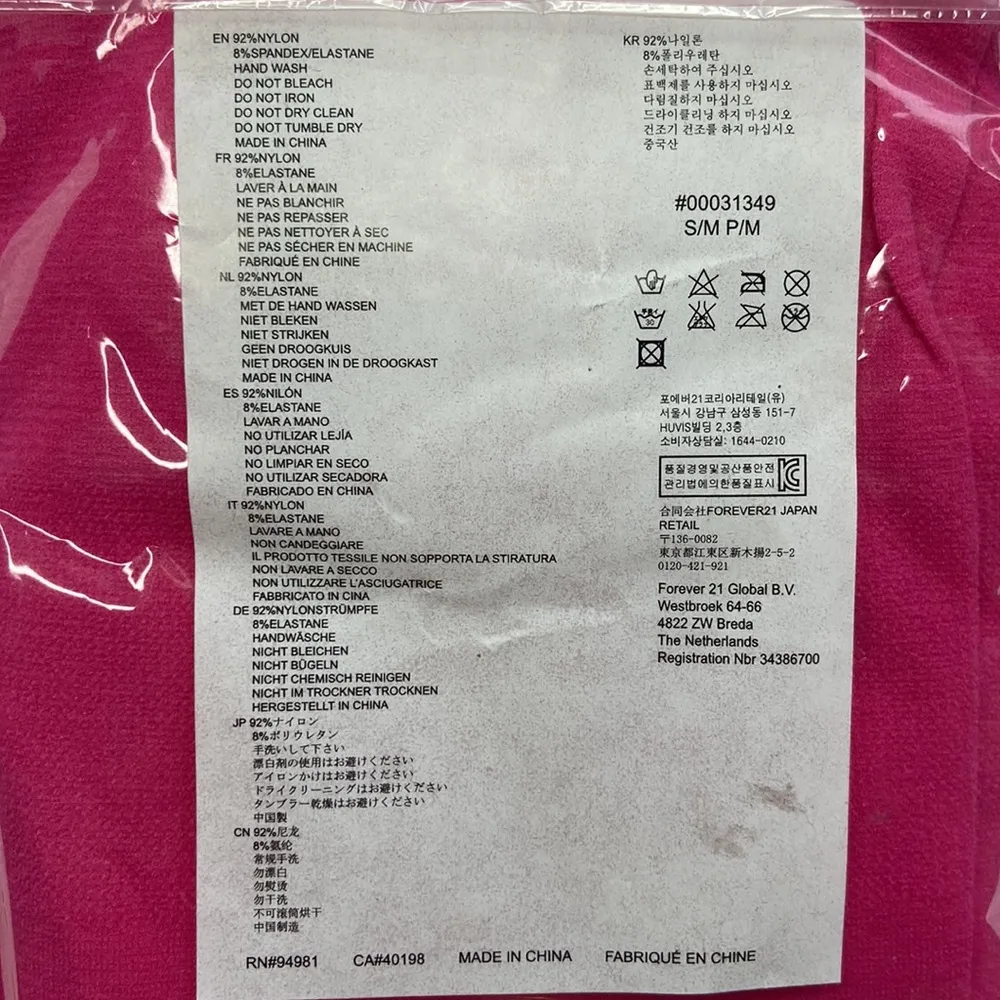 EN 92%NYLON
8%SPANDEX/ELASTANE
HAND WASH
DO NOT BLEACH
DO NOT IRON
DO NOT DRY CLEAN
DO NOT TUMBLE DRY
MADE IN CHINA
FR 92%NYLON
8%ELASTANE
LAVER À LA MAIN
NE PAS BLANCHIR
NE PAS REPASSER
NE PAS NETTOYER À SEC
NE PAS SÉCHER EN MACHINE
FABRIQUÉ EN CHINE
NL 92%NYLON
8%ELASTANE
MET DE HAND WASSEN
NIET BLEKEN
NIET STRIJKEN
GEEN DROOGKUIS
NIET DROGEN IN DE DROOGKAST
MADE IN CHINA
ES 92%NILÓN
8%ELASTANE
LAVAR A MANO
NO UTILIZAR LEJÍA
NO PLANCHAR
NO LIMPIAR EN SECO
NO UTILIZAR SECADORA
FABRICADO EN CHINA
IT 92%NYLON
8%ELASTANE
LAVARE A MANO
NON CANDEGGIARE
IL PRODOTTO TESSILE NON SOPPORTA LA STIRATURA
NON LAVARE A SECCO
NON UTILIZZARE L'ASCIUGATRICE
FABBRICATO IN CINA
DE 92%NYLONSTRÜMPFE
8%ELASTANE
HANDWÄSCHE
NICHT BLEICHEN
NICHT BÜGELN
NICHT CHEMISCH REINIGEN
NICHT IM TROCKNER TROCKNEN
HERGESTELLT IN CHINA
JP 92%ナイロン
8%ポリウレタン
手洗いして下さい
漂白剤の使用はお避けください
アイロンかけはお避けください
ドライクリーニングはお避けください
タンブラー乾燥はお避けください
中国製
CN 92%尼龙
8%氨纶
常规手洗
勿漂白
勿熨烫
勿干洗
不可滚筒烘干
中国制造
KR 92%나일론
8%폴리우레탄
손세탁하여 주십시오
표백제를 사용하지 마십시오
다림질하지 마십시오
드라이클리닝 하지 마십시오
건조기 건조를 하지 마십시오
중국산
#00031349
S/M P/M
30
포에버21코리아리테일(유)
서울시 강남구 삼성동 151-7
HUVIS빌딩 2,3층
소비자상담실: 1644-0210
품질경영및공산품안전
관리법에의한품질표시
合同会社FOREVER21 JAPAN
RETAIL
〒136-0082
東京都江東区新木場2-5-2
0120-421-921
Forever 21 Global B.V.
Westbroek 64-66
4822 ZW Breda
The Netherlands
Registration Nbr 34386700
RN#94981 CA#40198 MADE IN CHINA FABRIQUÉ EN CHINE